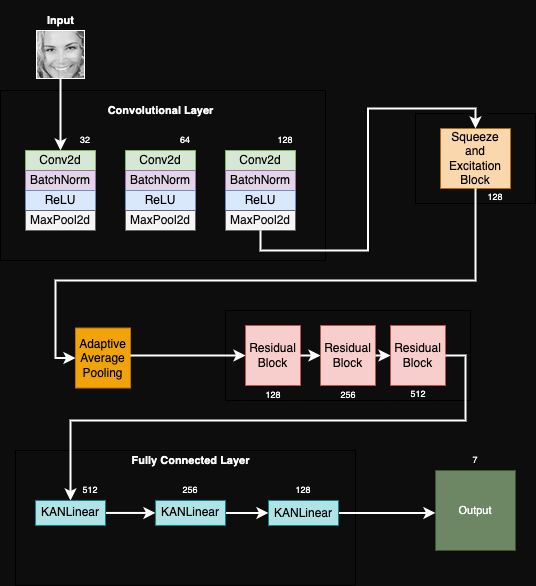 Input
Convolutional Layer
32
64
128
Conv2d
Conv2d
Conv2d
BatchNorm
BatchNorm
BatchNorm
ReLU
ReLU
ReLU
MaxPool2d
MaxPool2d
MaxPool2d
Squeeze
and
Excitation
Block
128
Adaptive
Average
Pooling
Residual
Block
Residual
Block
Residual
Block
128
256
512
Fully Connected Layer
512
256
128
KANLinear
KANLinear
KANLinear
7
Output